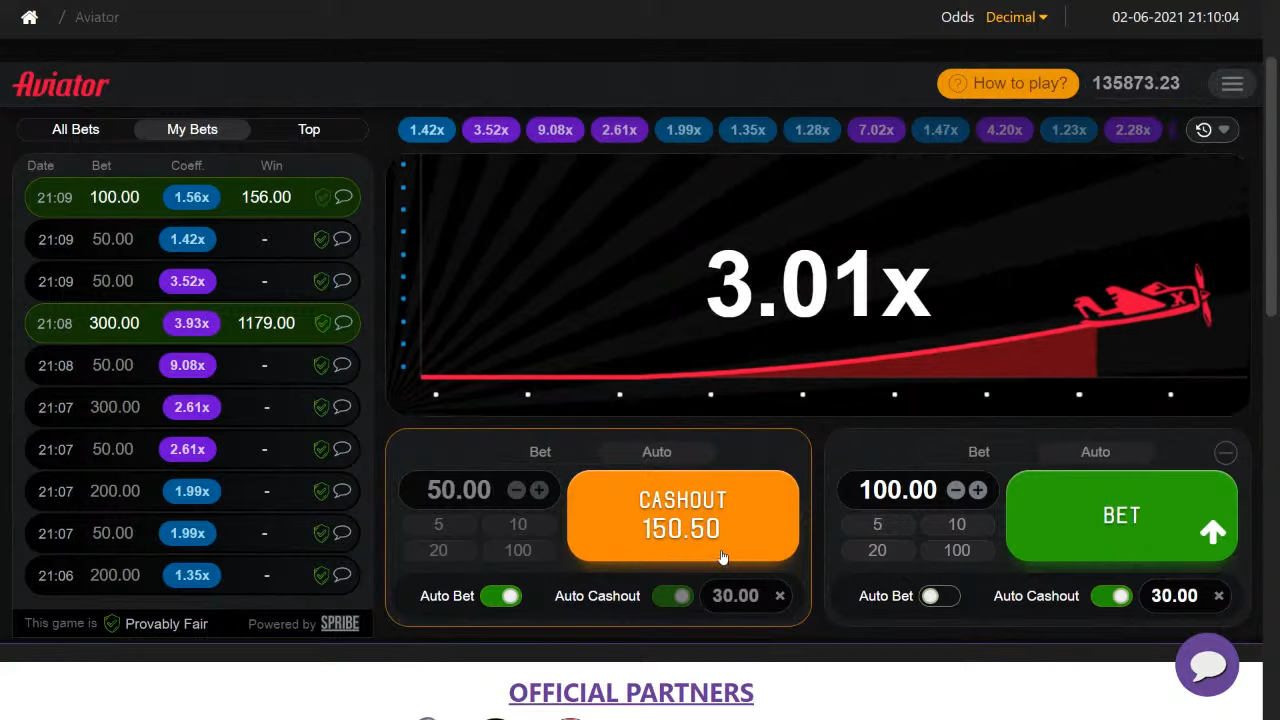 / Aviator
Odds Decimal 02-06-2021 21:10:04
Aviator
? How to play? 135873.23
All Bets My Bets Top
1.42x 3.52x 9.08x 2.61x 1.99x 1.35x 1.28x 7.02x 1.47x 4.20x 1.23x 2.28x
Date Bet Coeff. Win
21:09 100.00 1.56x 156.00
21:09 50.00 1.42x -
21:09 50.00 3.52x -
21:08 300.00 3.93x 1179.00
21:08 50.00 9.08x -
21:07 300.00 2.61x -
21:07 50.00 2.61x -
21:07 200.00 1.99x -
21:07 50.00 1.99x -
21:06 200.00 1.35x -
This game is Provably Fair Powered by SPRIBE
3.01x
X
Bet Auto
50.00 − +
5 10
20 100
CASHOUT
150.50
Auto Bet Auto Cashout 30.00 ×
Bet Auto
100.00 − +
5 10
20 100
BET
Auto Bet Auto Cashout 30.00 ×
OFFICIAL PARTNERS